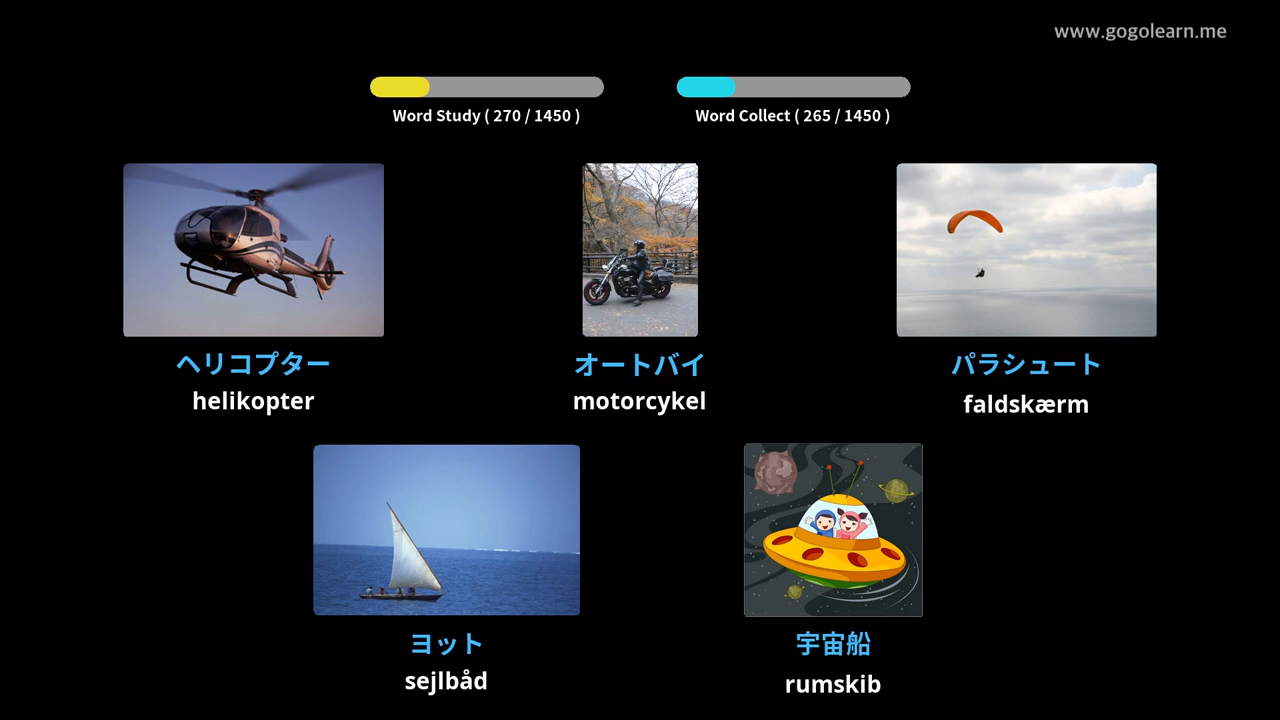 www.gogolearn.me
Word Study ( 270 / 1450 )
Word Collect ( 265 / 1450 )
ヘリコプター
helikopter
オートバイ
motorcykel
パラシュート
faldskærm
ヨット
sejlbåd
宇宙船
rumskib